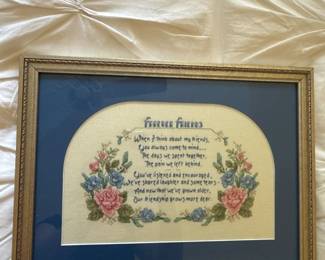 Forever Friends
When I think about my friends,
You always come to mind....
The days we spent together,
The pain we left behind.
You've listened and encouraged,
We've shared laughter and some tears-
And now that we've grown older,
Our friendship grows more dear.